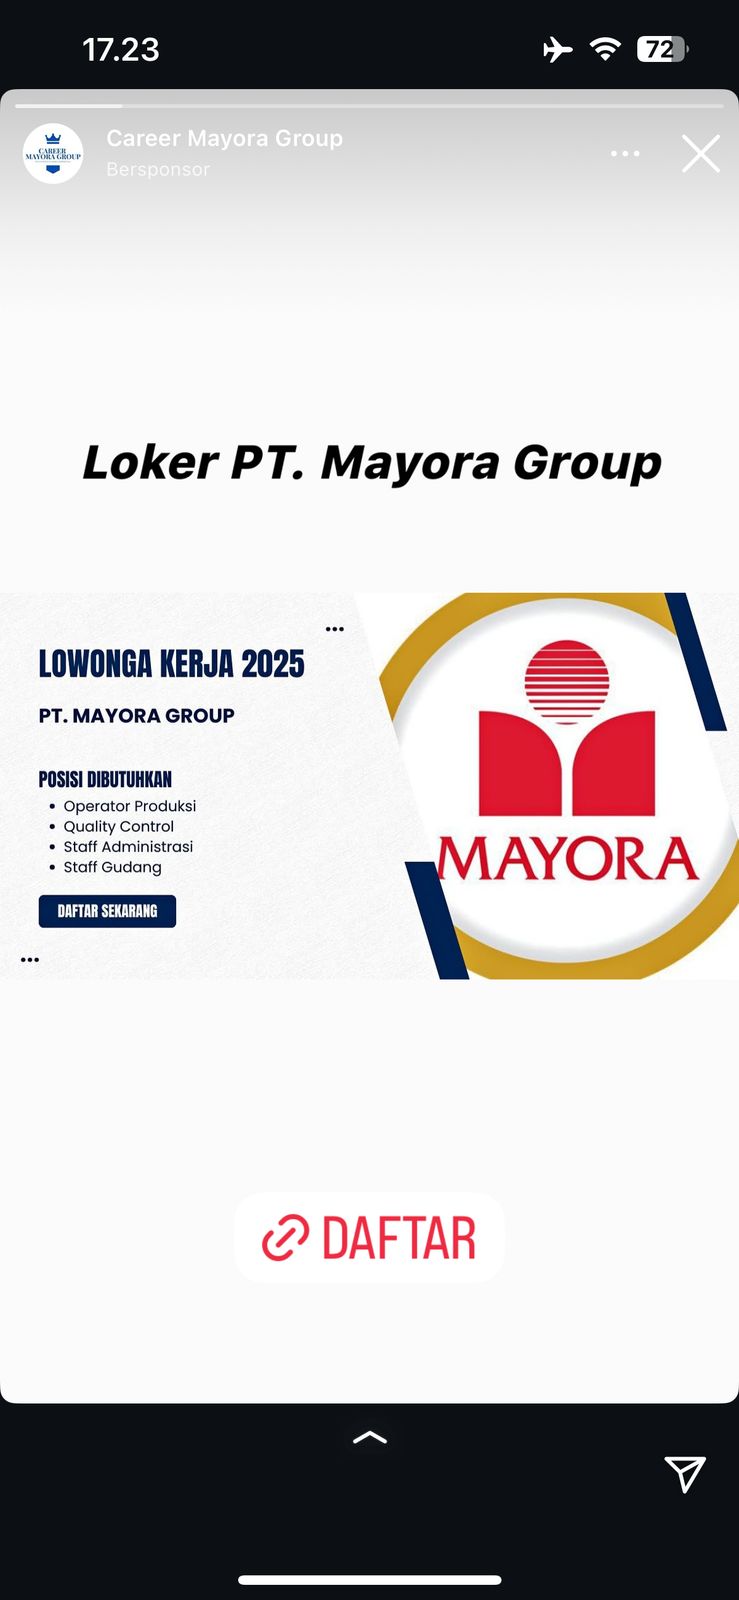 17.23
72
Career Mayora Group
Bersponsor
CAREER
MAYORA GROUP
Loker PT. Mayora Group
LOWONGA KERJA 2025
PT. MAYORA GROUP
POSISI DIBUTUHKAN
• Operator Produksi
• Quality Control
• Staff Administrasi
• Staff Gudang
DAFTAR SEKARANG
MAYORA
DAFTAR